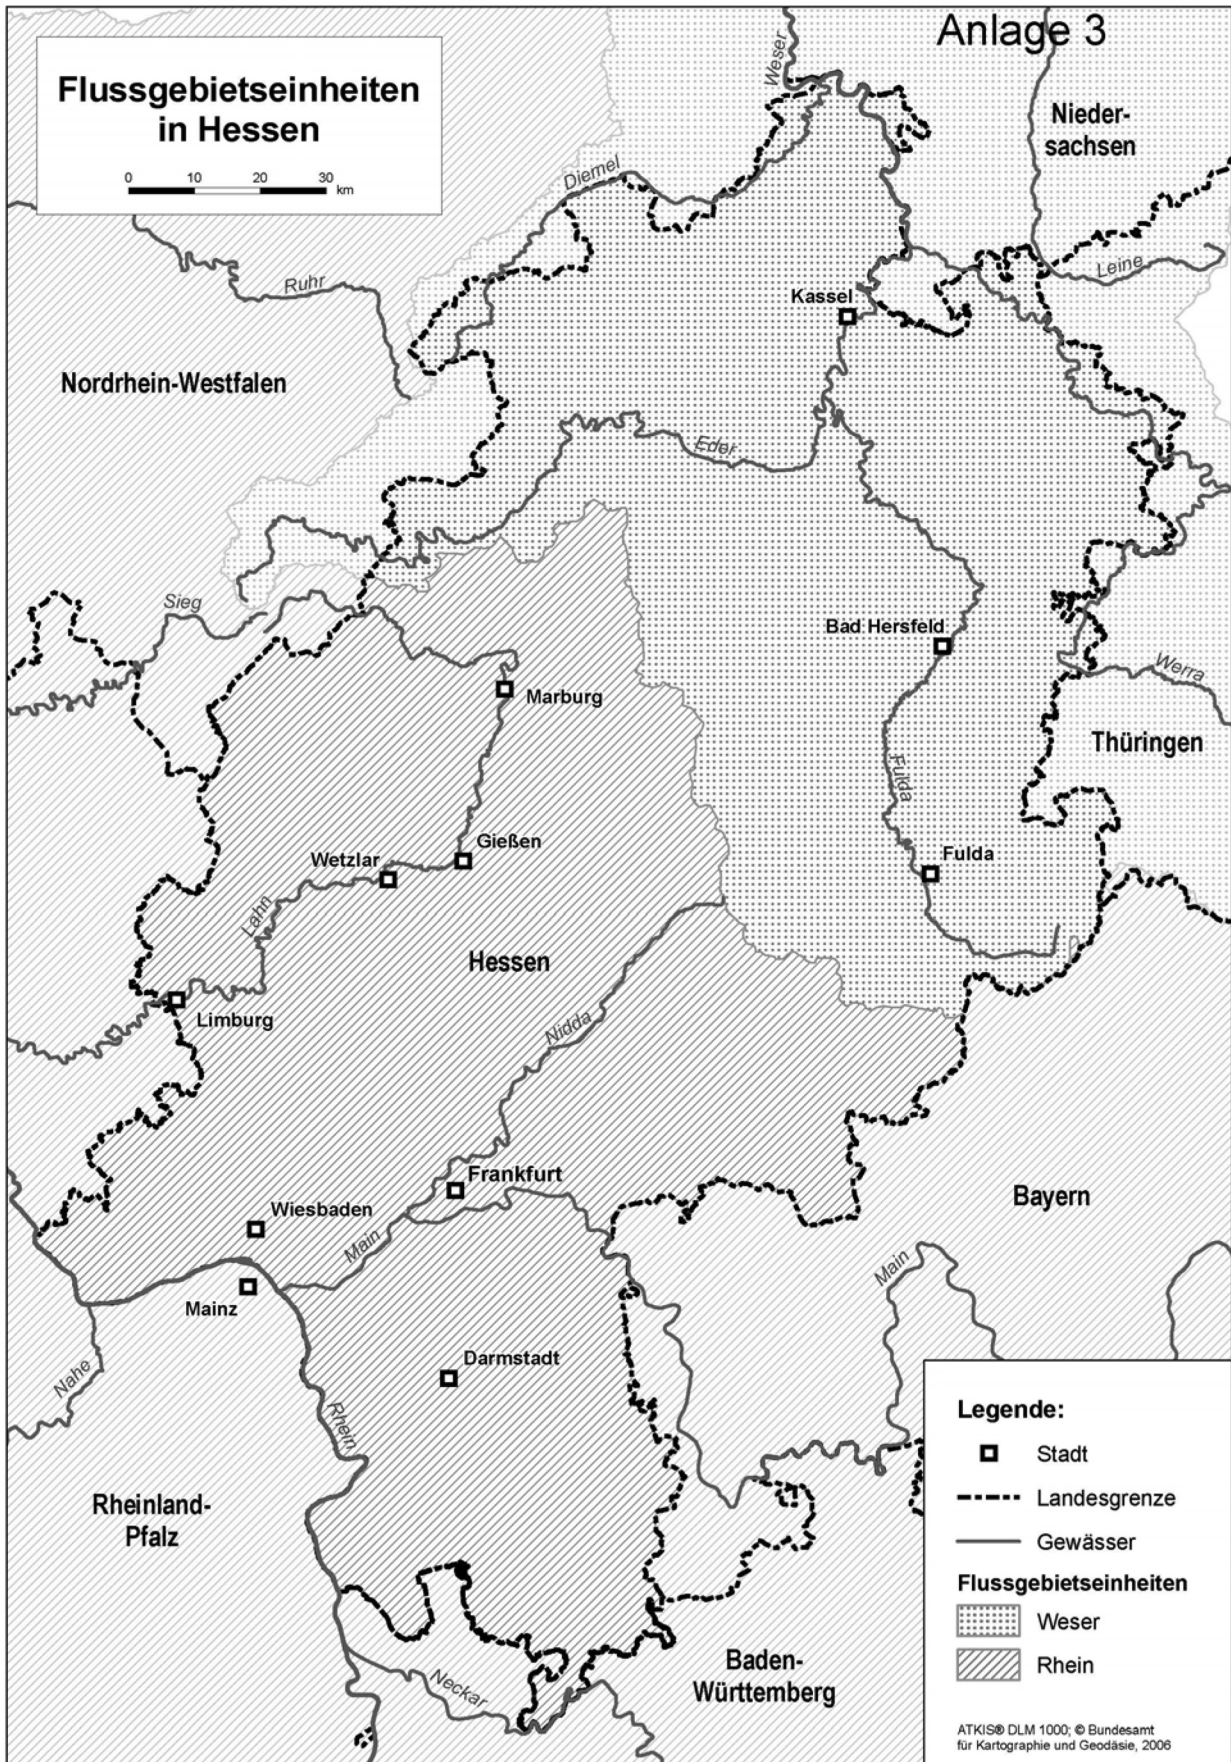 Anlage 3
Flussgebietseinheiten
in Hessen
0 10 20 30
km
Weser
Nieder-
sachsen
Diemel
Leine
Ruhr
Kassel
Nordrhein-Westfalen
Eder
Sieg
Bad Hersfeld
Werra
Marburg
Thüringen
Fulda
Gießen
Wetzlar
Fulda
Lahn
Hessen
Limburg
Nidda
Frankfurt
Bayern
Wiesbaden
Main
Main
Mainz
Darmstadt
Nahe
Rhein
Rheinland-
Pfalz
Neckar
Baden-
Württemberg
Legende:
Stadt
Landesgrenze
Gewässer
Flussgebietseinheiten
Weser
Rhein
ATKIS® DLM 1000; © Bundesamt
für Kartographie und Geodäsie, 2006